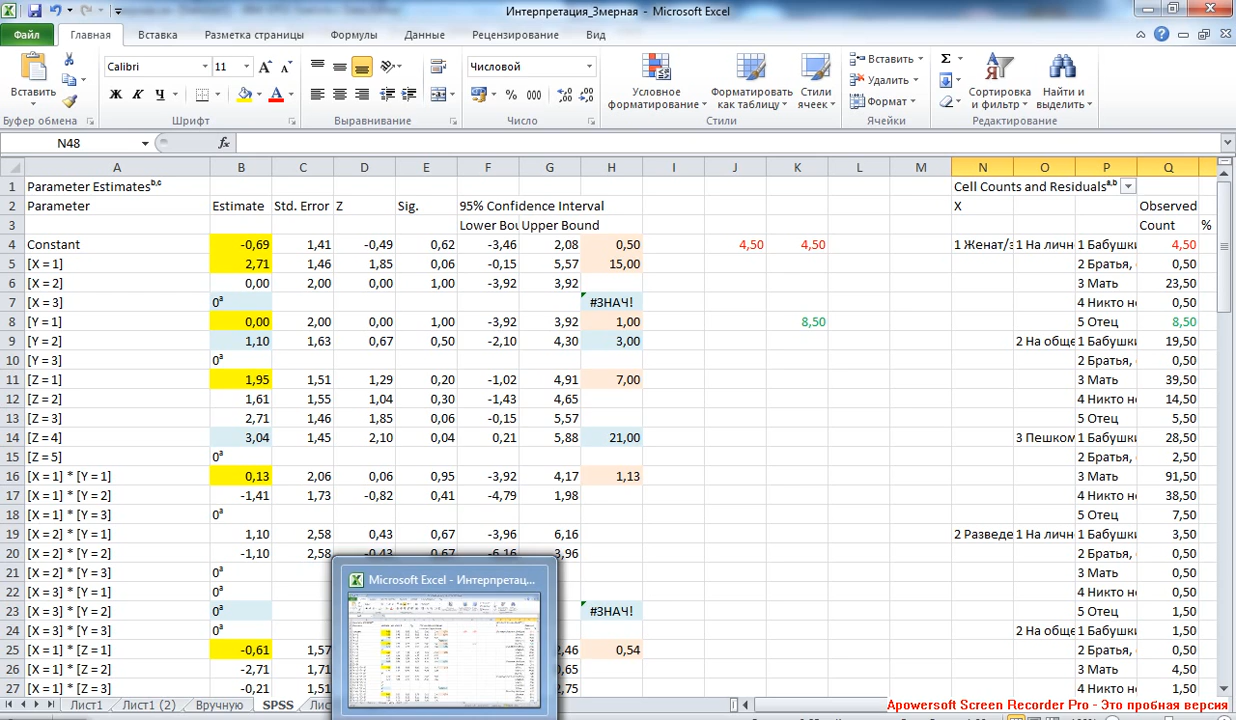 Интерпретация_3мерная - Microsoft Excel
Файл Главная Вставка Разметка страницы Формулы Данные Рецензирование Вид
Вставить
Calibri 11
Ж К Ч
Числовой
% 000
Условное форматирование
Форматировать как таблицу
Стили ячеек
Вставить
Удалить
Формат
Σ
Сортировка и фильтр
Найти и выделить
Буфер обмена Шрифт Выравнивание Число Стили Ячейки Редактирование
N48 fx
A B C D E F G H I J K L M N O P Q
1 Parameter Estimatesᵇ,ᶜ Cell Counts and Residualsᵃ,ᵇ
2 Parameter Estimate Std. Error Z Sig. 95% Confidence Interval X Observed
3 Lower Bou Upper Bound Count %
4 Constant -0,69 1,41 -0,49 0,62 -3,46 2,08 0,50 4,50 4,50 1 Женат/з 1 На личн 1 Бабушки 4,50
5 [X = 1] 2,71 1,46 1,85 0,06 -0,15 5,57 15,00 2 Братья, 0,50
6 [X = 2] 0,00 2,00 0,00 1,00 -3,92 3,92 3 Мать 23,50
7 [X = 3] 0ᵃ #ЗНАЧ! 4 Никто не 0,50
8 [Y = 1] 0,00 2,00 0,00 1,00 -3,92 3,92 1,00 8,50 5 Отец 8,50
9 [Y = 2] 1,10 1,63 0,67 0,50 -2,10 4,30 3,00 2 На обще 1 Бабушки 19,50
10 [Y = 3] 0ᵃ 2 Братья, 0,50
11 [Z = 1] 1,95 1,51 1,29 0,20 -1,02 4,91 7,00 3 Мать 39,50
12 [Z = 2] 1,61 1,55 1,04 0,30 -1,43 4,65 4 Никто не 14,50
13 [Z = 3] 2,71 1,46 1,85 0,06 -0,15 5,57 5 Отец 5,50
14 [Z = 4] 3,04 1,45 2,10 0,04 0,21 5,88 21,00 3 Пешком 1 Бабушки 28,50
15 [Z = 5] 0ᵃ 2 Братья, 2,50
16 [X = 1] * [Y = 1] 0,13 2,06 0,06 0,95 -3,92 4,17 1,13 3 Мать 91,50
17 [X = 1] * [Y = 2] -1,41 1,73 -0,82 0,41 -4,79 1,98 4 Никто не 38,50
18 [X = 1] * [Y = 3] 0ᵃ 5 Отец 7,50
19 [X = 2] * [Y = 1] 1,10 2,58 0,43 0,67 -3,96 6,16 2 Разведе 1 На личн 1 Бабушки 3,50
20 [X = 2] * [Y = 2] -1,10 2,58 -0,43 0,67 -6,16 3,96 2 Братья, 0,50
21 [X = 2] * [Y = 3] 0ᵃ 3 Мать 0,50
22 [X = 3] * [Y = 1] 0ᵃ 4 Никто не 0,50
23 [X = 3] * [Y = 2] 0ᵃ #ЗНАЧ! 5 Отец 1,50
24 [X = 3] * [Y = 3] 0ᵃ 2 На обще 1 Бабушки 1,50
25 [X = 1] * [Z = 1] -0,61 1,57 2,46 0,54 2 Братья, 0,50
26 [X = 1] * [Z = 2] -2,71 1,71 0,65 3 Мать 4,50
27 [X = 1] * [Z = 3] -0,21 1,51 2,75 4 Никто не 1,50
Microsoft Excel - Интерпретац...
Лист1 Лист1 (2) Вручную SPSS Лис
Apowersoft Screen Recorder Pro - Это пробная версия